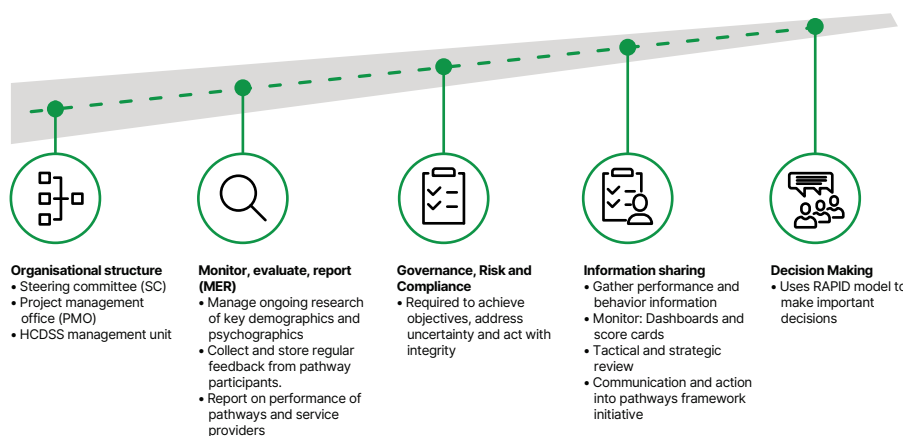 Organisational structure
• Steering committee (SC)
• Project management
office (PMO)
• HCDSS management unit
Monitor, evaluate, report
(MER)
• Manage ongoing research
of key demographics and
psychographics
• Collect and store regular
feedback from pathway
participants.
• Report on performance of
pathways and service
providers
Governance, Risk and
Compliance
• Required to achieve
objectives, address
uncertainty and act with
integrity
Information sharing
• Gather performance and
behavior information
• Monitor: Dashboards and
score cards
• Tactical and strategic
review
• Communication and action
into pathways framework
initiative
Decision Making
• Uses RAPID model to
make important
decisions